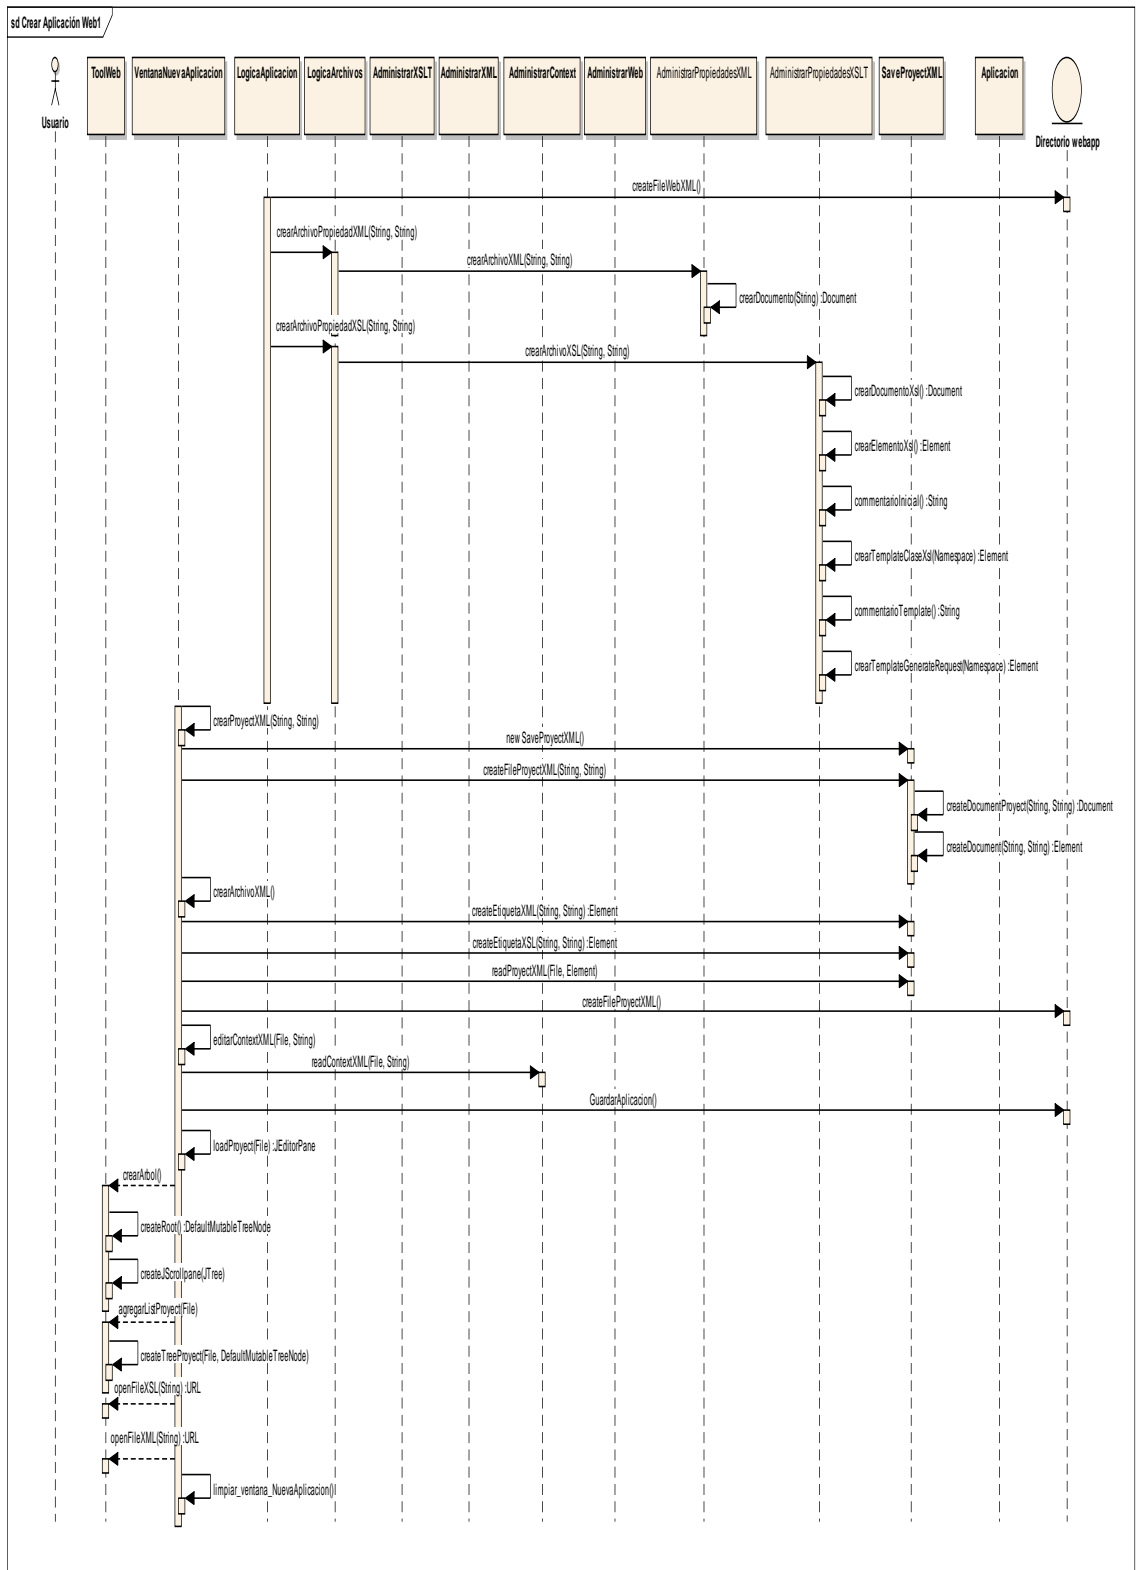 sd Crear Aplicación Web1
Usuario
ToolWeb
VentanaNuevaAplicacion
LogicaAplicacion
LogicaArchivos
AdministrarXSLT
AdministrarXML
AdministrarContext
AdministrarWeb
AdministrarPropiedadesXML
AdministrarPropiedadesXSLT
SaveProyectXML
Aplicacion
Directorio webapp
createFileWebXML()
crearArchivoPropiedadXML(String, String)
crearArchivoXML(String, String)
crearDocumento(String) :Document
crearArchivoPropiedadXSL(String, String)
crearArchivoXSL(String, String)
crearDocumentoXsl() :Document
crearElementoXsl() :Element
commentarioInicial() :String
crearTemplateClaseXsl(Namespace) :Element
commentarioTemplate() :String
crearTemplateGenerateRequest(Namespace) :Element
crearProyectXML(String, String)
new SaveProyectXML()
createFileProyectXML(String, String)
createDocumentProyect(String, String) :Document
createDocument(String, String) :Element
crearArchivoXML()
createEtiquetaXML(String, String) :Element
createEtiquetaXSL(String, String) :Element
readProyectXML(File, Element)
createFileProyectXML()
editarContextXML(File, String)
readContextXML(File, String)
GuardarAplicacion()
loadProyect(File) :JEditorPane
crearArbol()
createRoot() :DefaultMutableTreeNode
createJScrollpane(JTree)
agregarListProyect(File)
createTreeProyect(File, DefaultMutableTreeNode)
openFileXSL(String) :URL
openFileXML(String) :URL
limpiar_ventana_NuevaAplicacion()